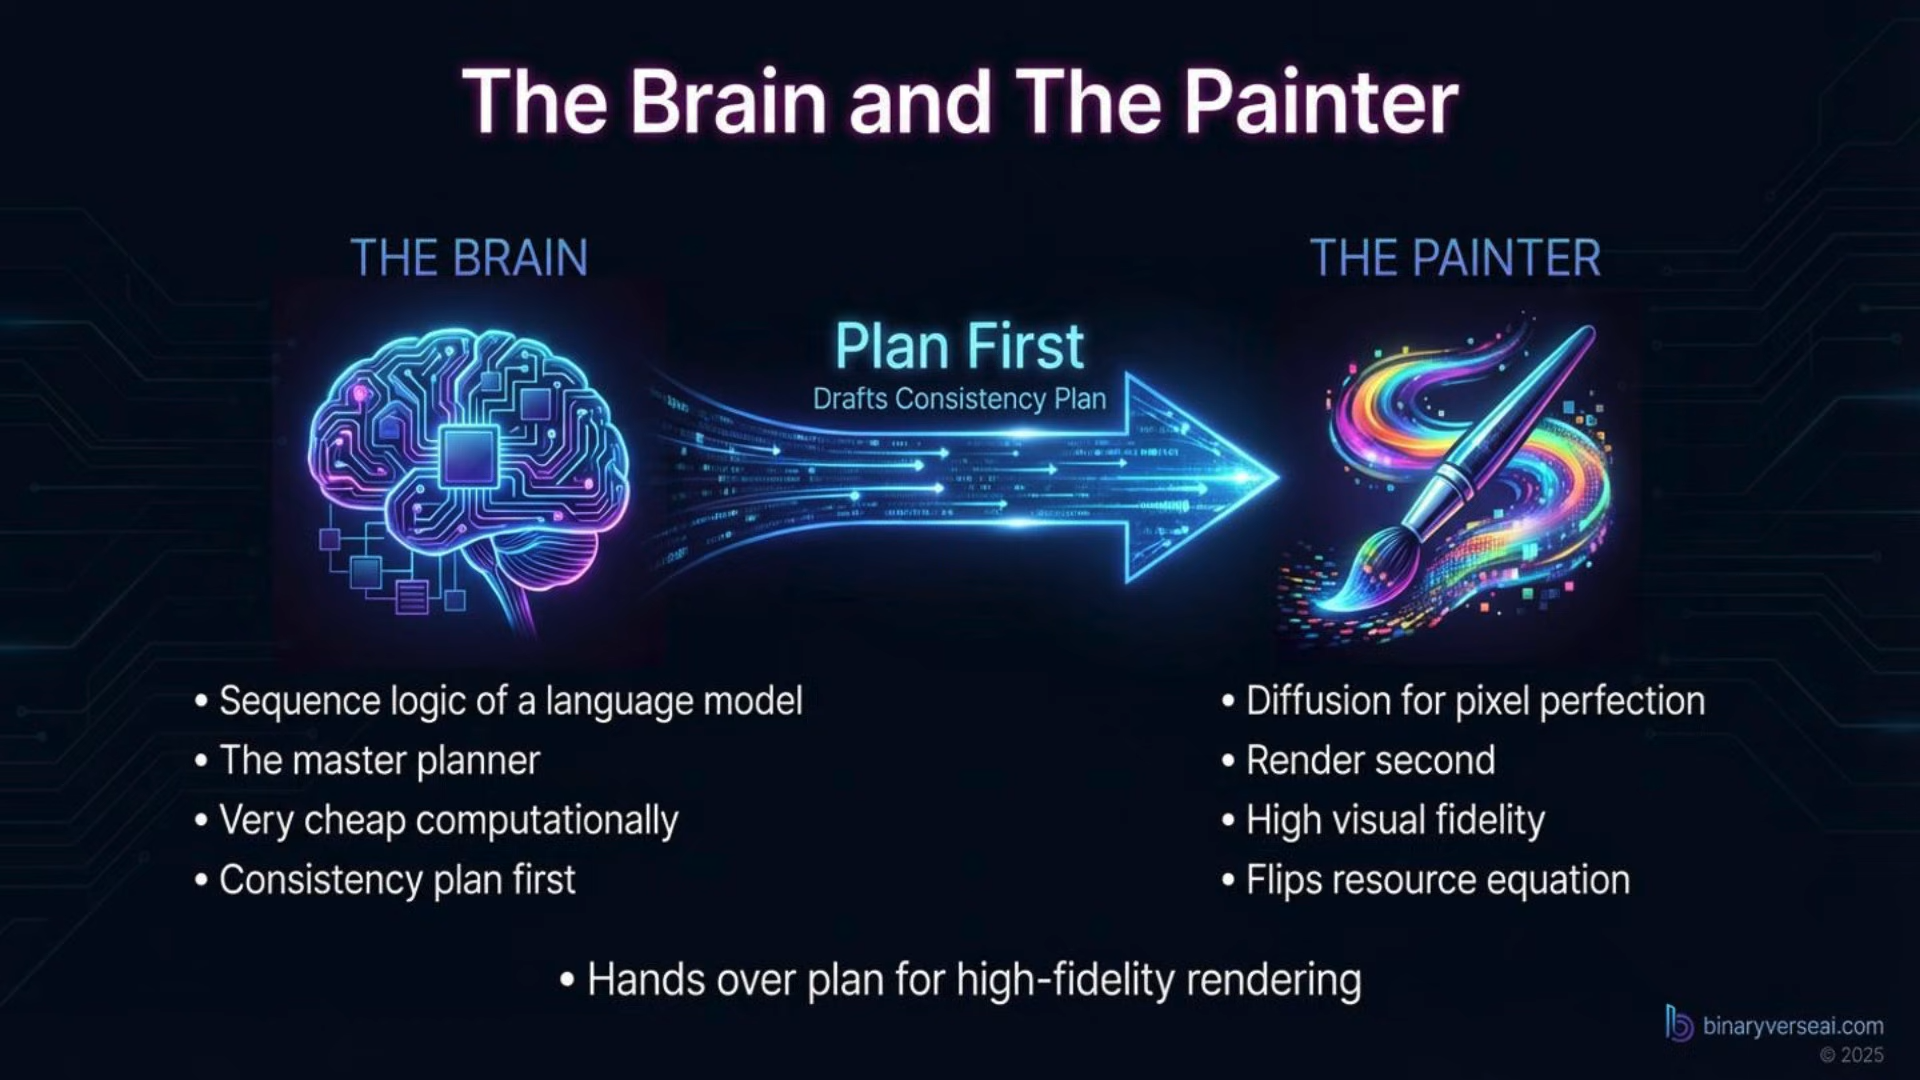 The Brain and The Painter
THE BRAIN
THE PAINTER
Plan First
Drafts Consistency Plan
• Sequence logic of a language model
• The master planner
• Very cheap computationally
• Consistency plan first
• Diffusion for pixel perfection
• Render second
• High visual fidelity
• Flips resource equation
• Hands over plan for high-fidelity rendering
binaryverseai.com
© 2025